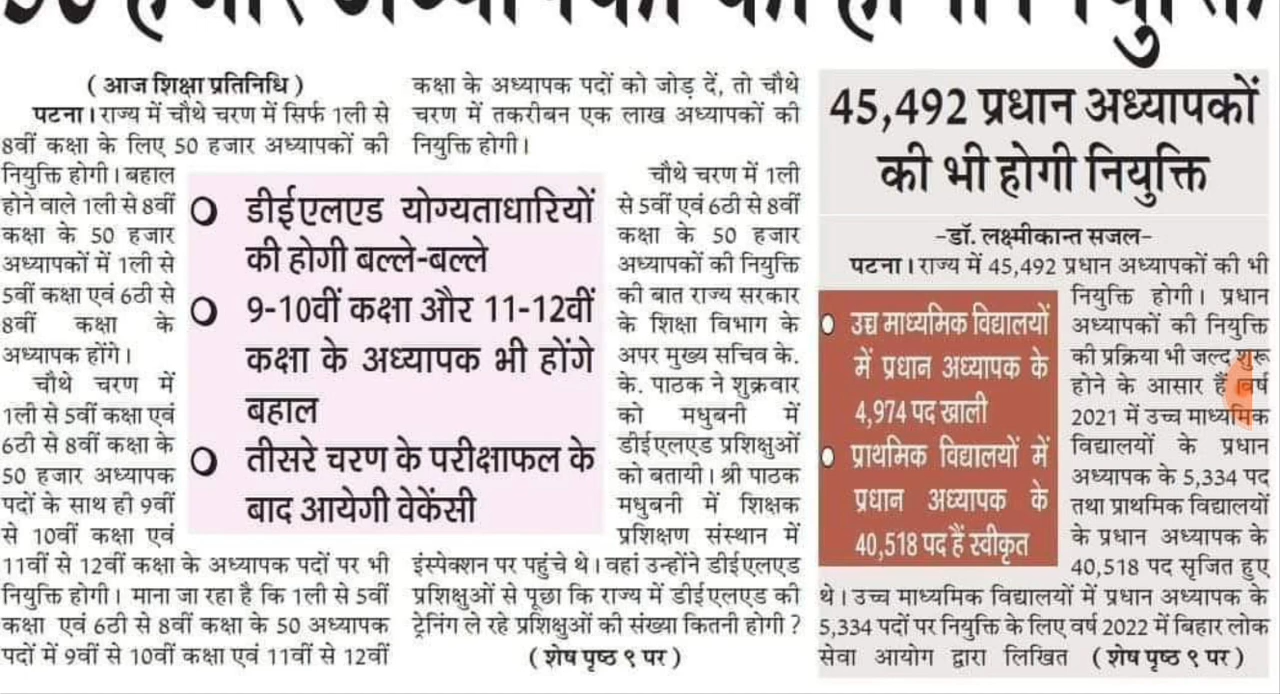 50 हजार अध्यापकों की होगी नियुक्ति
( आज शिक्षा प्रतिनिधि )
पटना। राज्य में चौथे चरण में सिर्फ 1ली से
8वीं कक्षा के लिए 50 हजार अध्यापकों की
नियुक्ति होगी। बहाल
होने वाले 1ली से 8वीं
कक्षा के 50 हजार
अध्यापकों में 1ली से
5वीं कक्षा एवं 6ठी से
8वीं कक्षा के
अध्यापक होंगे।
चौथे चरण में
1ली से 5वीं कक्षा एवं
6ठी से 8वीं कक्षा के
50 हजार अध्यापक
पदों के साथ ही 9वीं
से 10वीं कक्षा एवं
11वीं से 12वीं कक्षा के अध्यापक पदों पर भी
नियुक्ति होगी। माना जा रहा है कि 1ली से 5वीं
कक्षा एवं 6ठी से 8वीं कक्षा के 50 अध्यापक
पदों में 9वीं से 10वीं कक्षा एवं 11वीं से 12वीं
डीईएलएड योग्यताधारियों
की होगी बल्ले-बल्ले
9-10वीं कक्षा और 11-12वीं
कक्षा के अध्यापक भी होंगे
बहाल
तीसरे चरण के परीक्षाफल के
बाद आयेगी वेकेंसी
कक्षा के अध्यापक पदों को जोड़ दें, तो चौथे
चरण में तकरीबन एक लाख अध्यापकों की
नियुक्ति होगी।
चौथे चरण में 1ली
से 5वीं एवं 6ठी से 8वीं
कक्षा के 50 हजार
अध्यापकों की नियुक्ति
की बात राज्य सरकार
के शिक्षा विभाग के
अपर मुख्य सचिव के.
के. पाठक ने शुक्रवार
को मधुबनी में
डीईएलएड प्रशिक्षुओं
को बतायी। श्री पाठक
मधुबनी में शिक्षक
प्रशिक्षण संस्थान में
इंस्पेक्शन पर पहुंचे थे। वहां उन्होंने डीईएलएड
प्रशिक्षुओं से पूछा कि राज्य में डीईएलएड की
ट्रेनिंग ले रहे प्रशिक्षुओं की संख्या कितनी होगी ?
( शेष पृष्ठ ९ पर )
45,492 प्रधान अध्यापकों
की भी होगी नियुक्ति
-डॉ. लक्ष्मीकान्त सजल-
पटना। राज्य में 45,492 प्रधान अध्यापकों की भी
नियुक्ति होगी। प्रधान
अध्यापकों की नियुक्ति
की प्रक्रिया भी जल्द शुरू
होने के आसार हैं। वर्ष
2021 में उच्च माध्यमिक
विद्यालयों के प्रधान
अध्यापक के 5,334 पद
तथा प्राथमिक विद्यालयों
के प्रधान अध्यापक के
40,518 पद सृजित हुए
थे। उच्च माध्यमिक विद्यालयों में प्रधान अध्यापक के
5,334 पदों पर नियुक्ति के लिए वर्ष 2022 में बिहार लोक
सेवा आयोग द्वारा लिखित ( शेष पृष्ठ ९ पर )
उच्च माध्यमिक विद्यालयों
में प्रधान अध्यापक के
4,974 पद खाली
प्राथमिक विद्यालयों में
प्रधान अध्यापक के
40,518 पद हैं स्वीकृत